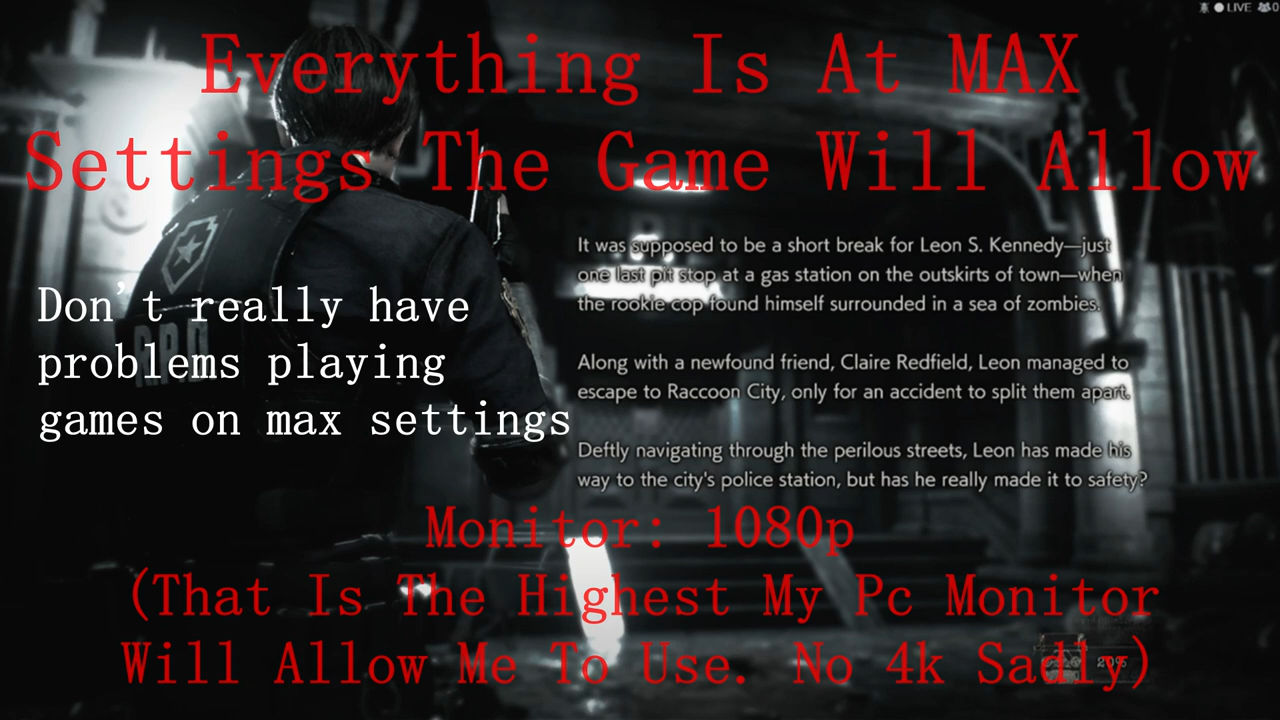 LIVE 0
Everything Is At MAX
Settings The Game Will Allow
It was supposed to be a short break for Leon S. Kennedy—just
one last pit stop at a gas station on the outskirts of town—when
the rookie cop found himself surrounded in a sea of zombies.
Don't really have
problems playing
games on max settings
R.P.D.
Along with a newfound friend, Claire Redfield, Leon managed to
escape to Raccoon City, only for an accident to split them apart.
Deftly navigating through the perilous streets, Leon has made his
way to the city's police station, but has he really made it to safety?
Monitor: 1080p
(That Is The Highest My Pc Monitor
Will Allow Me To Use. No 4k Sadly)
20%